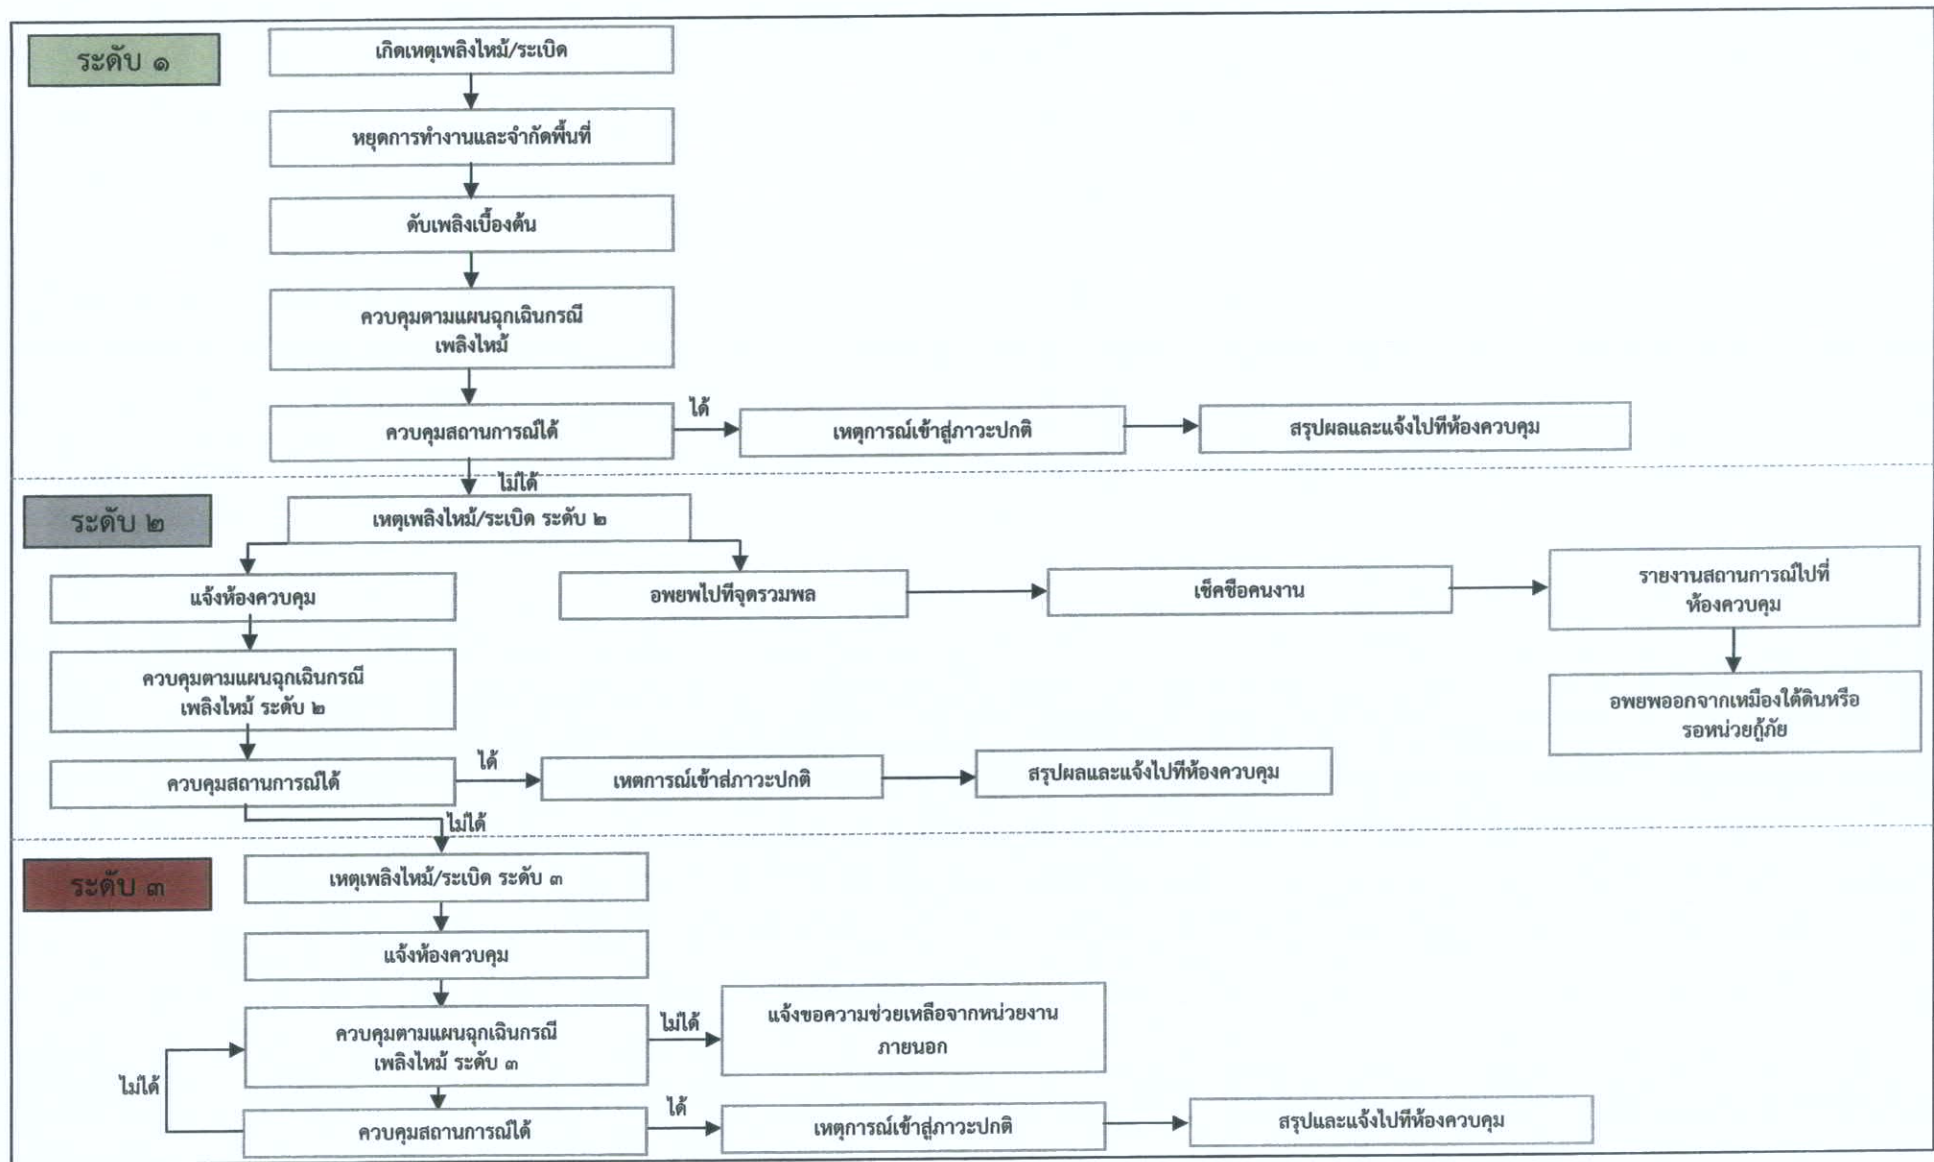 ระดับ ๑
เกิดเหตุเพลิงไหม้/ระเบิด
หยุดการทำงานและจำกัดพื้นที่
ดับเพลิงเบื้องต้น
ควบคุมตามแผนฉุกเฉินกรณี
เพลิงไหม้
ควบคุมสถานการณ์ได้
ได้
เหตุการณ์เข้าสู่ภาวะปกติ
สรุปผลและแจ้งไปที่ห้องควบคุม
ไม่ได้
ระดับ ๒
เหตุเพลิงไหม้/ระเบิด ระดับ ๒
แจ้งห้องควบคุม
อพยพไปที่จุดรวมพล
เช็คชื่อคนงาน
รายงานสถานการณ์ไปที่
ห้องควบคุม
ควบคุมตามแผนฉุกเฉินกรณี
เพลิงไหม้ ระดับ ๒
อพยพออกจากเหมืองใต้ดินหรือ
รอหน่วยกู้ภัย
ควบคุมสถานการณ์ได้
ได้
เหตุการณ์เข้าสู่ภาวะปกติ
สรุปผลและแจ้งไปที่ห้องควบคุม
ไม่ได้
ระดับ ๓
เหตุเพลิงไหม้/ระเบิด ระดับ ๓
แจ้งห้องควบคุม
ควบคุมตามแผนฉุกเฉินกรณี
เพลิงไหม้ ระดับ ๓
ไม่ได้
แจ้งขอความช่วยเหลือจากหน่วยงาน
ภายนอก
ไม่ได้
ควบคุมสถานการณ์ได้
ได้
เหตุการณ์เข้าสู่ภาวะปกติ
สรุปและแจ้งไปที่ห้องควบคุม